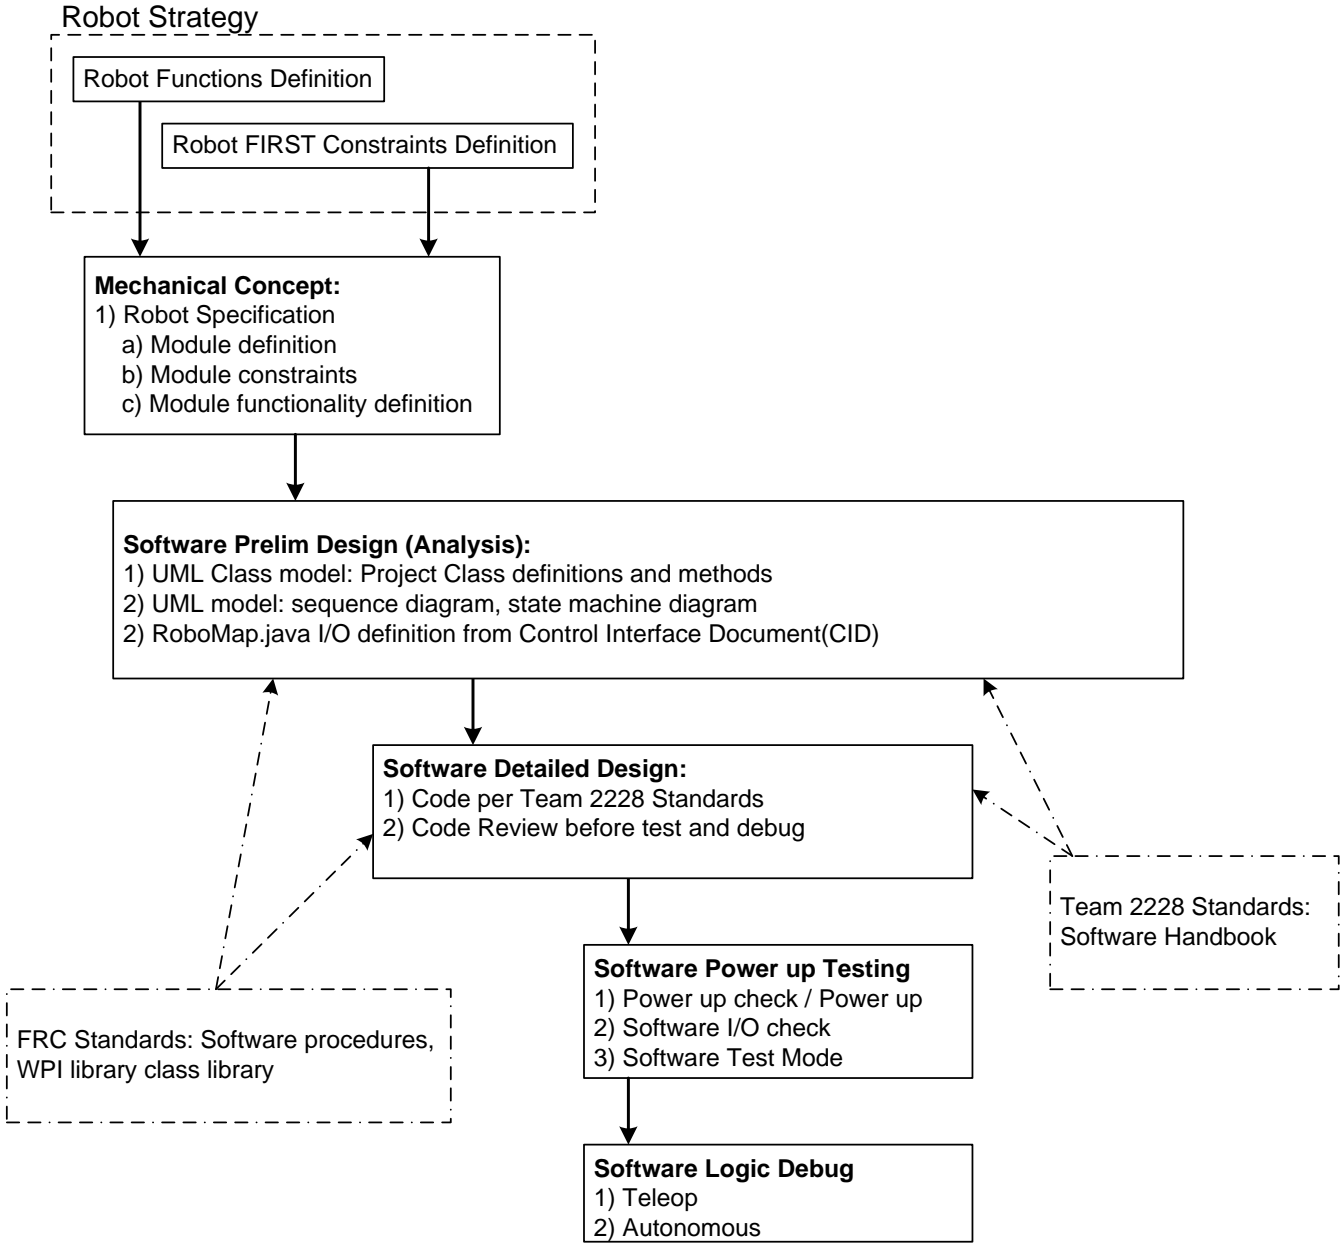 Robot Strategy
Robot Functions Definition
Robot FIRST Constraints Definition
Mechanical Concept:
1) Robot Specification
a) Module definition
b) Module constraints
c) Module functionality definition
Software Prelim Design (Analysis):
1) UML Class model: Project Class definitions and methods
2) UML model: sequence diagram, state machine diagram
2) RoboMap.java I/O definition from Control Interface Document(CID)
Software Detailed Design:
1) Code per Team 2228 Standards
2) Code Review before test and debug
Team 2228 Standards:
Software Handbook
Software Power up Testing
1) Power up check / Power up
2) Software I/O check
3) Software Test Mode
FRC Standards: Software procedures,
WPI library class library
Software Logic Debug
1) Teleop
2) Autonomous